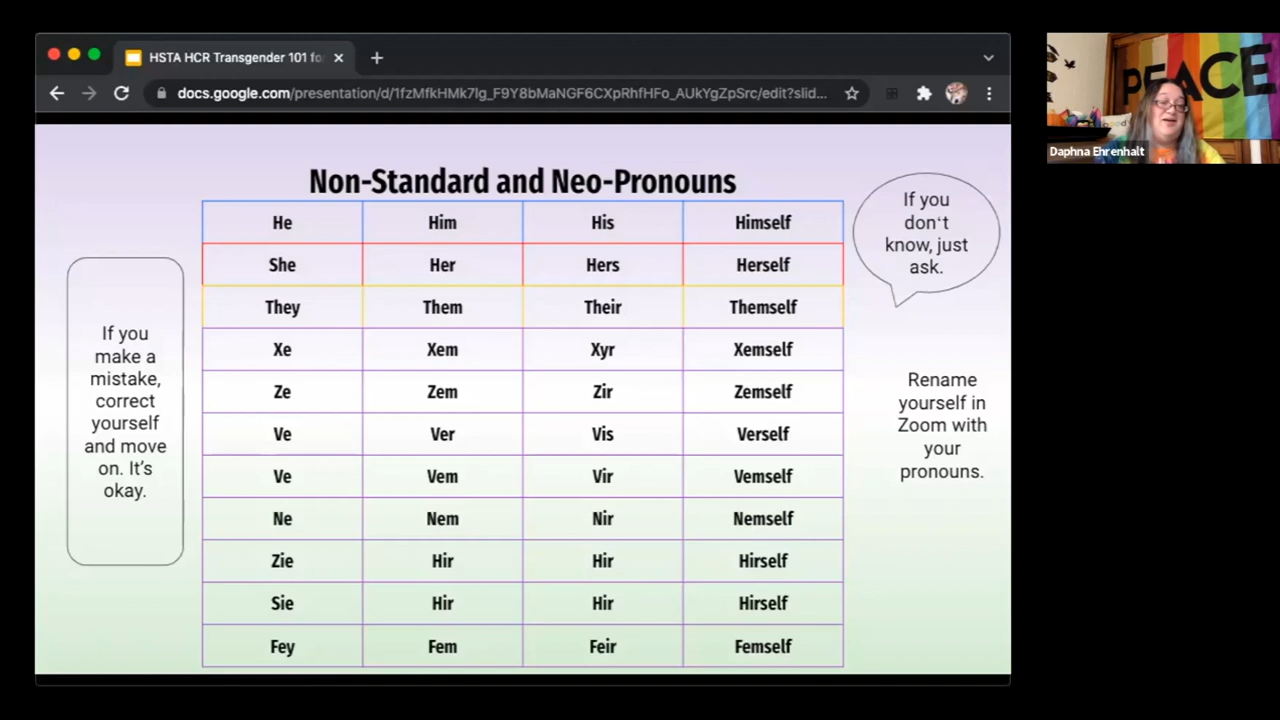 HSTA HCR Transgender 101 fo
docs.google.com/presentation/d/1fzMfkHMk7lg_F9Y8bMaNGF6CXpRhfHFo_AUkYgZpSrc/edit?slid...
PEACE
Daphna Ehrenhalt
Non-Standard and Neo-Pronouns
He Him His Himself
She Her Hers Herself
They Them Their Themself
Xe Xem Xyr Xemself
Ze Zem Zir Zemself
Ve Ver Vis Verself
Ve Vem Vir Vemself
Ne Nem Nir Nemself
Zie Hir Hir Hirself
Sie Hir Hir Hirself
Fey Fem Feir Femself
If you
make a
mistake,
correct
yourself
and move
on. It's
okay.
If you
don't
know, just
ask.
Rename
yourself in
Zoom with
your
pronouns.